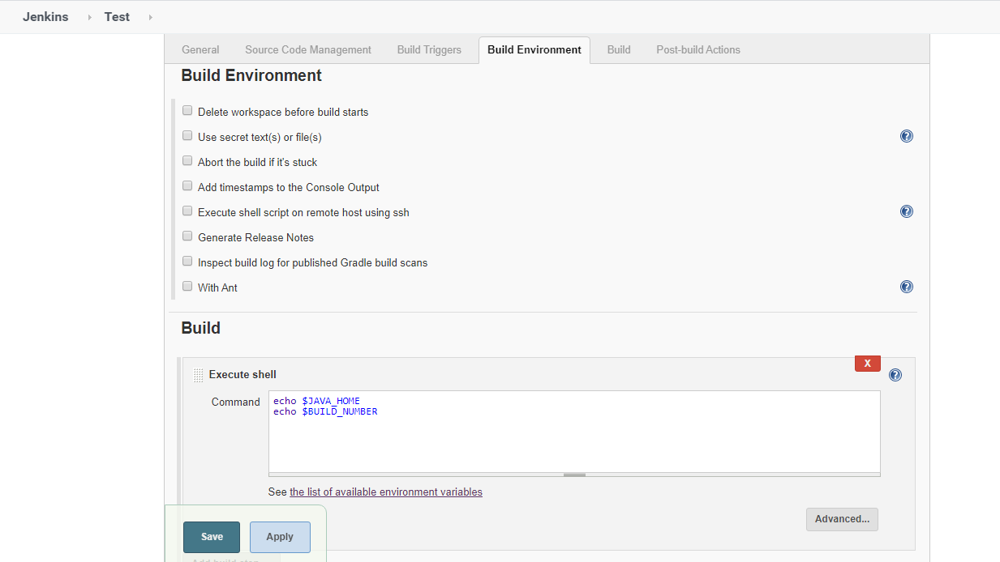 Jenkins Test
General Source Code Management Build Triggers Build Environment Build Post-build Actions
Build Environment
Delete workspace before build starts
Use secret text(s) or file(s)
Abort the build if it's stuck
Add timestamps to the Console Output
Execute shell script on remote host using ssh
Generate Release Notes
Inspect build log for published Gradle build scans
With Ant
Build
X
Execute shell
Command
echo $JAVA_HOME
echo $BUILD_NUMBER
See the list of available environment variables
Advanced...
Save Apply
Add build step